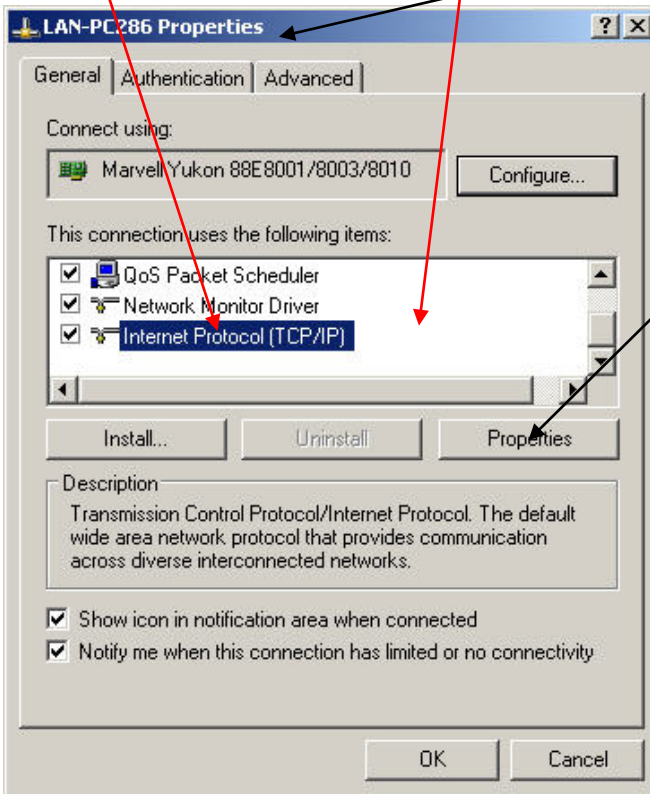 LAN-PC286 Properties
General Authentication Advanced
Connect using:
Marvell Yukon 88E8001/8003/8010 Configure...
This connection uses the following items:
QoS Packet Scheduler
Network Monitor Driver
Internet Protocol (TCP/IP)
Install... Uninstall Properties
Description
Transmission Control Protocol/Internet Protocol. The default
wide area network protocol that provides communication
across diverse interconnected networks.
Show icon in notification area when connected
Notify me when this connection has limited or no connectivity
OK Cancel